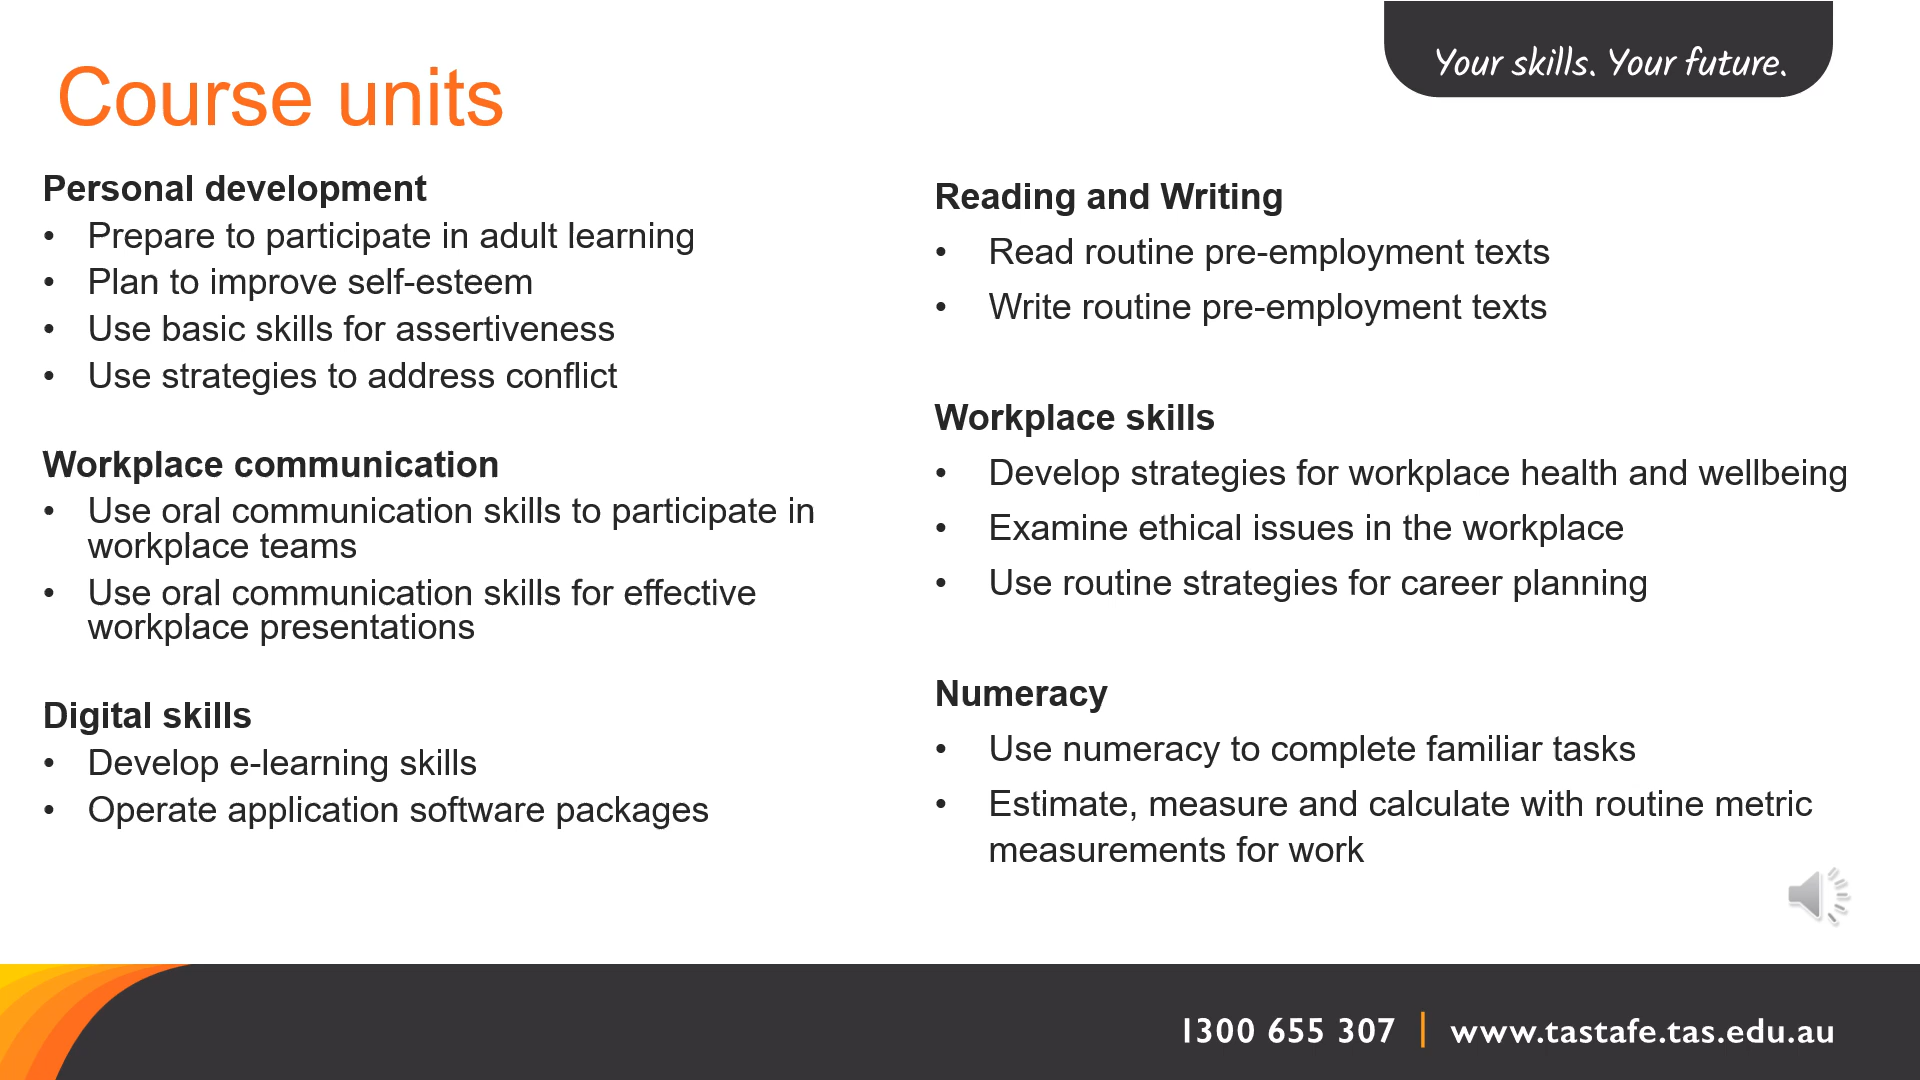 Your skills. Your future.
Course units
Personal development
• Prepare to participate in adult learning
• Plan to improve self-esteem
• Use basic skills for assertiveness
• Use strategies to address conflict
Workplace communication
• Use oral communication skills to participate in
workplace teams
• Use oral communication skills for effective
workplace presentations
Digital skills
• Develop e-learning skills
• Operate application software packages
Reading and Writing
• Read routine pre-employment texts
• Write routine pre-employment texts
Workplace skills
• Develop strategies for workplace health and wellbeing
• Examine ethical issues in the workplace
• Use routine strategies for career planning
Numeracy
• Use numeracy to complete familiar tasks
• Estimate, measure and calculate with routine metric
measurements for work
1300 655 307 | www.tastafe.tas.edu.au